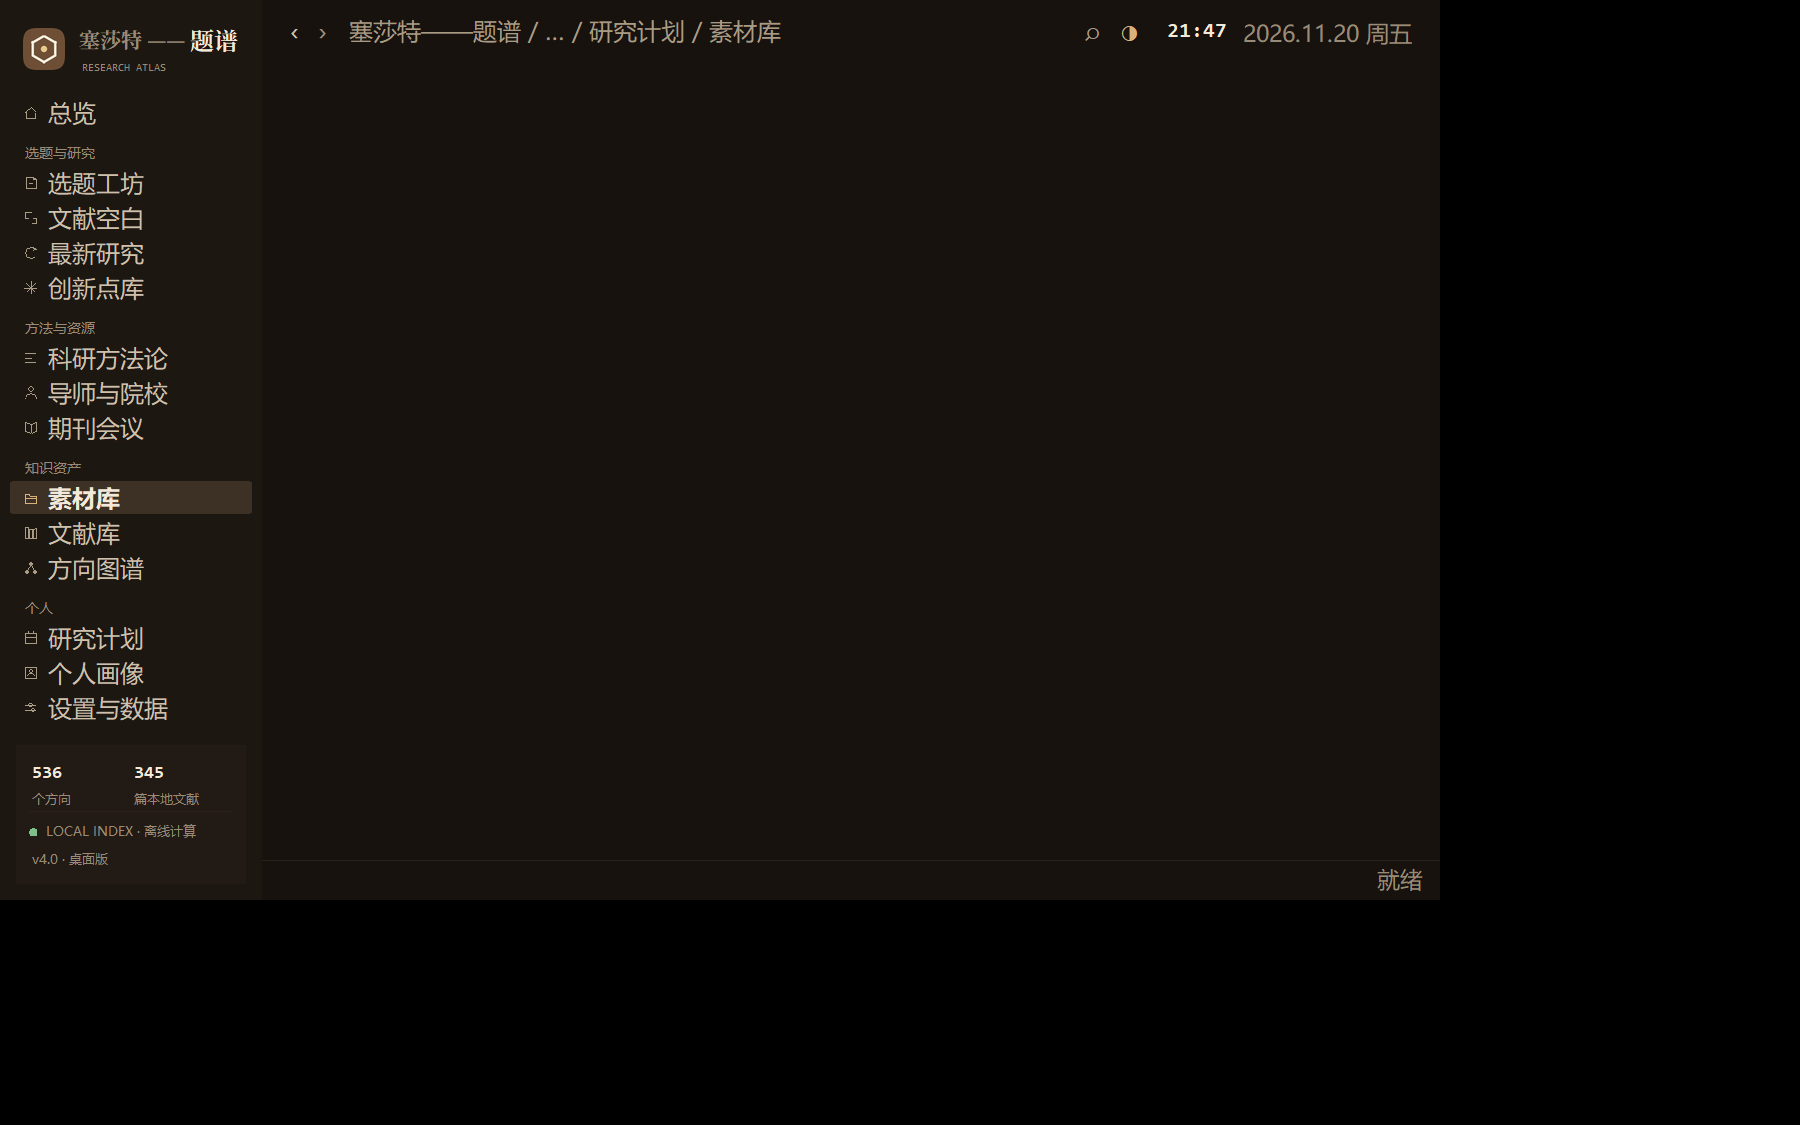 塞莎特 —— 题谱
RESEARCH ATLAS
总览
选题与研究
选题工坊
文献空白
最新研究
创新点库
方法与资源
科研方法论
导师与院校
期刊会议
知识资产
素材库
文献库
方向图谱
个人
研究计划
个人画像
设置与数据
536 345
个方向 篇本地文献
LOCAL INDEX · 离线计算
v4.0 · 桌面版
‹ › 塞莎特——题谱 / ... / 研究计划 / 素材库
21:47 2026.11.20 周五
就绪